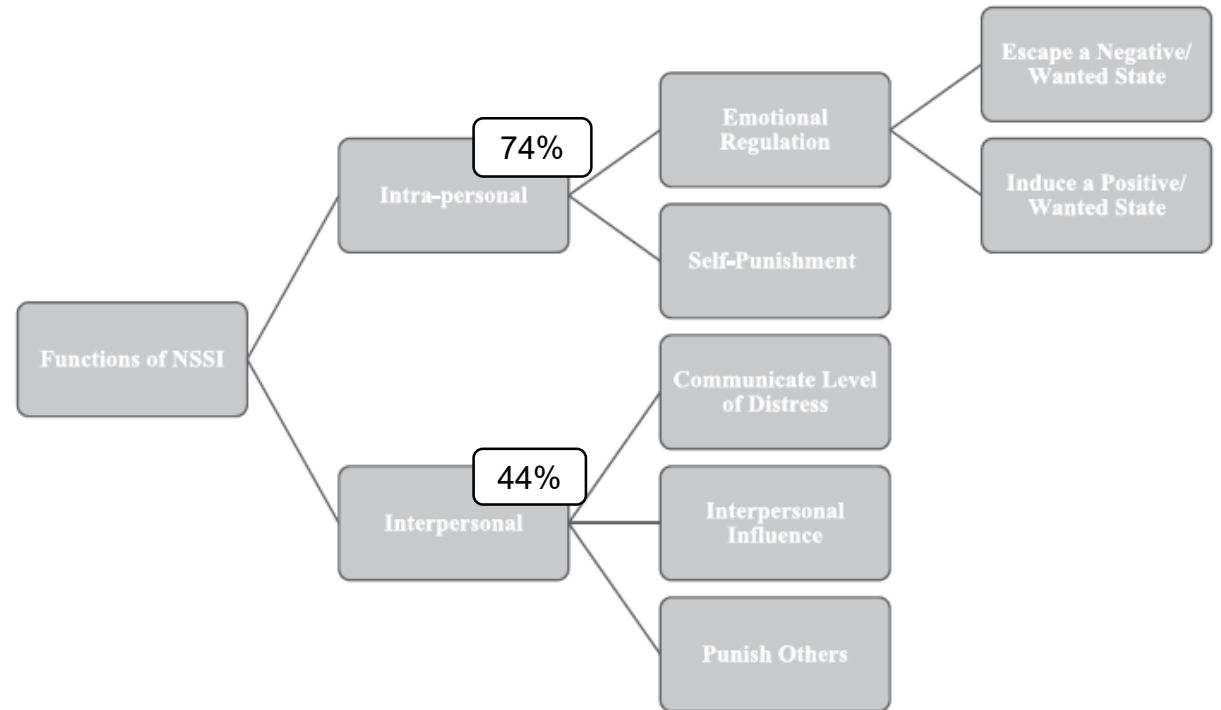 Functions of NSSI
74%
Intra-personal
44%
Interpersonal
Emotional
Regulation
Self-Punishment
Communicate Level
of Distress
Interpersonal
Influence
Punish Others
Escape a Negative/
Wanted State
Induce a Positive/
Wanted State